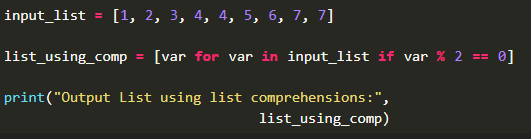 input_list = [1, 2, 3, 4, 4, 5, 6, 7, 7]
list_using_comp = [var for var in input_list if var % 2 == 0]
print("Output List using list comprehensions:",
list_using_comp)